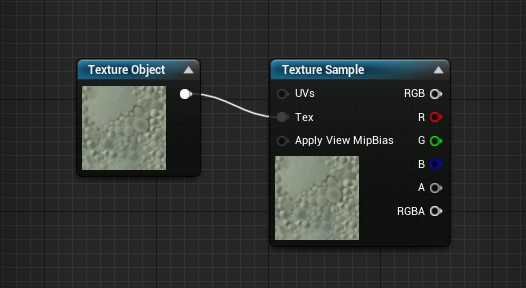 Texture Object
Texture Sample
UVs RGB
Tex R
Apply View MipBias G
B
A
RGBA